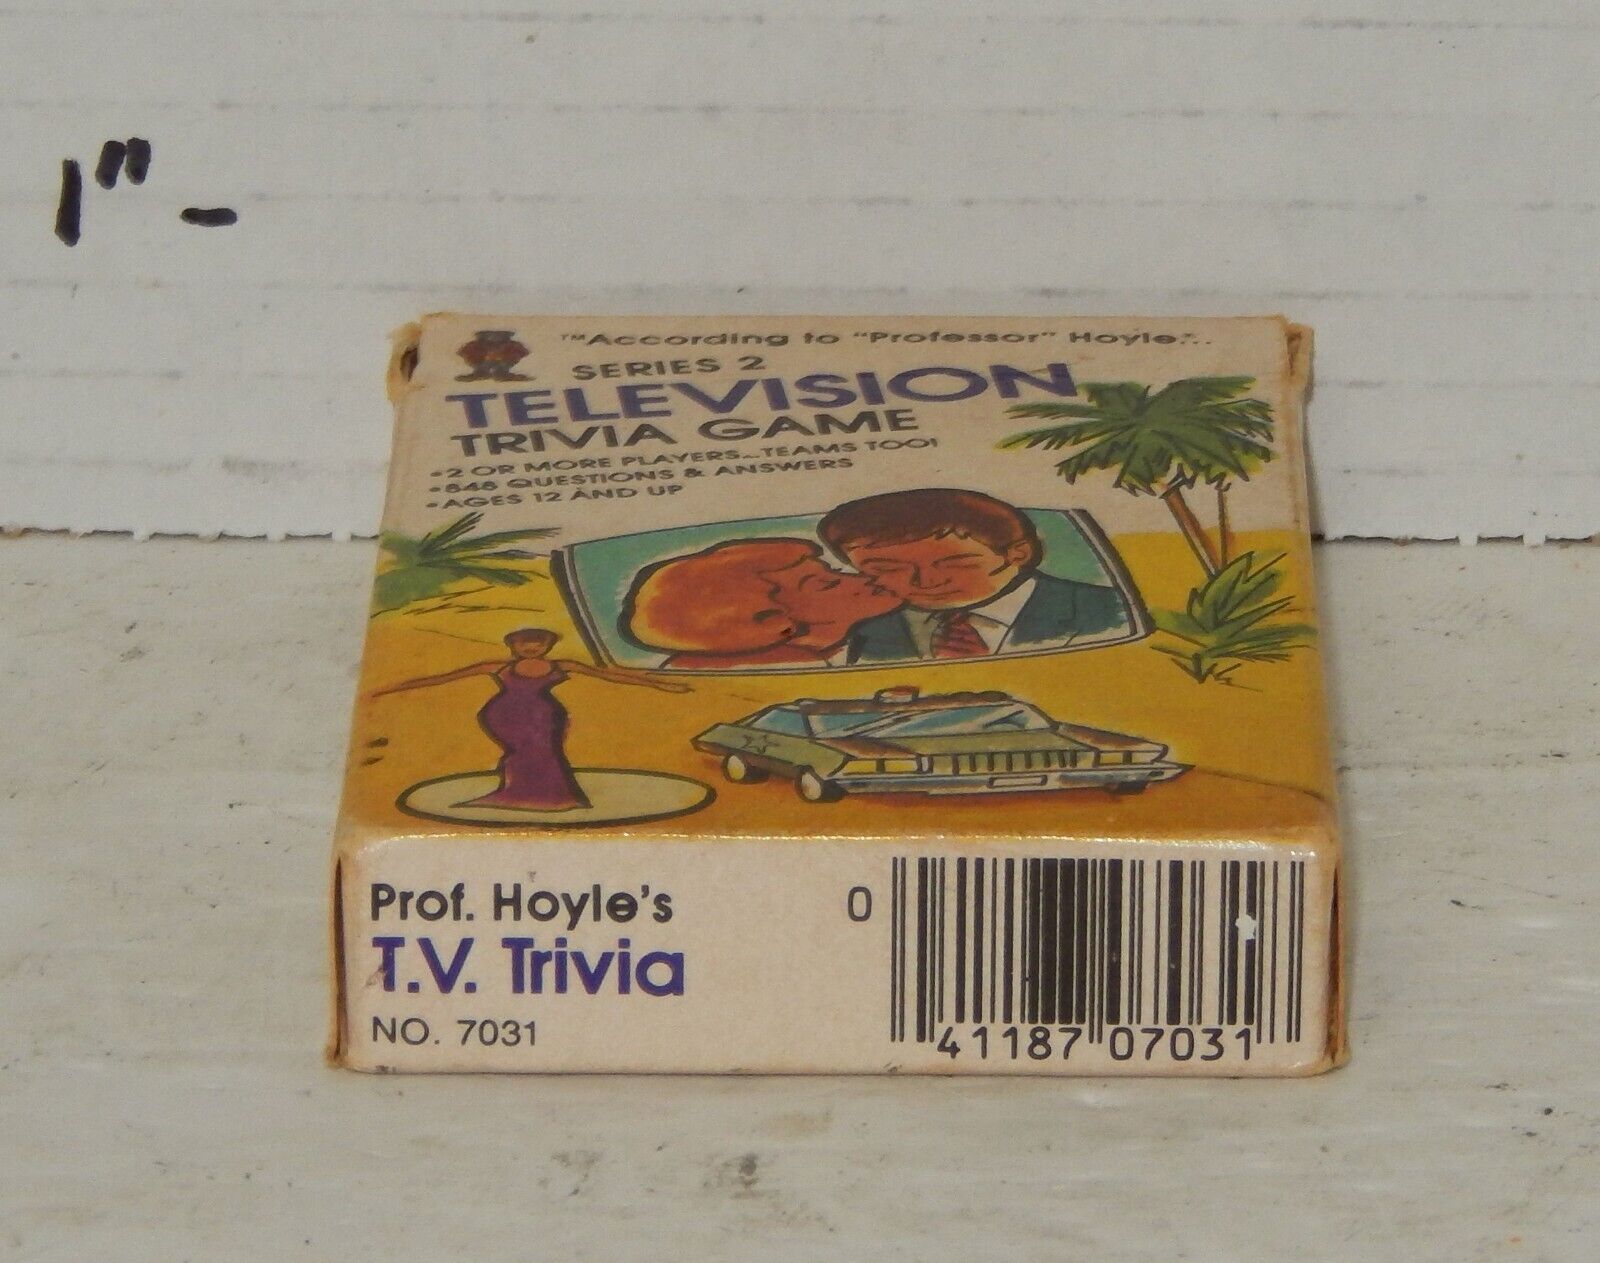 1" -
™According to "Professor" Hoyle™...
SERIES 2
TELEVISION
TRIVIA GAME
•2 OR MORE PLAYERS...TEAMS TOO!
•848 QUESTIONS & ANSWERS
•AGES 12 AND UP
Prof. Hoyle's
T.V. Trivia
NO. 7031
0 41187 07031